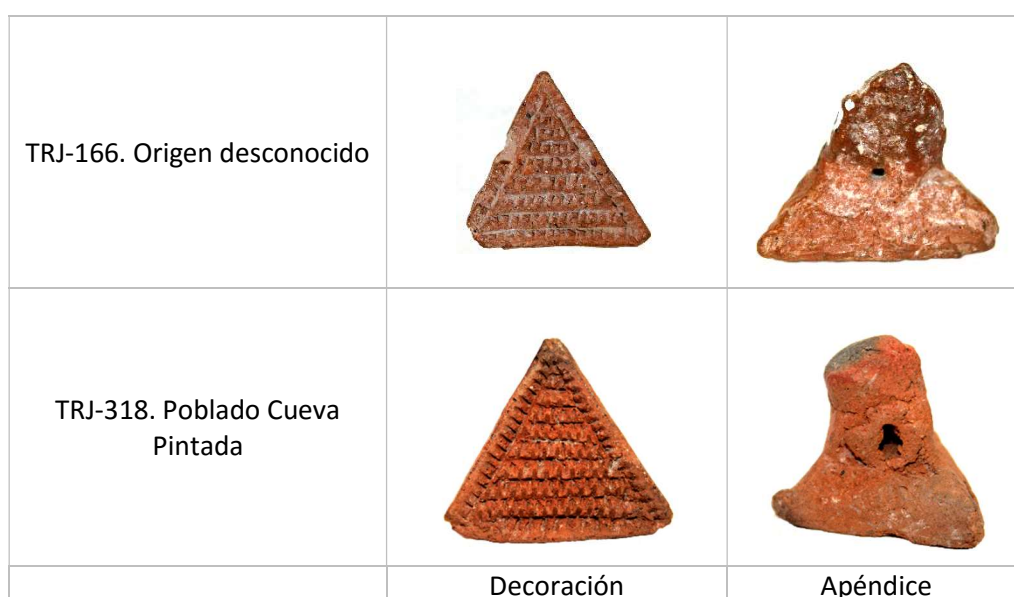 TRJ-166. Origen desconocido
TRJ-318. Poblado Cueva
Pintada
Decoración
Apéndice